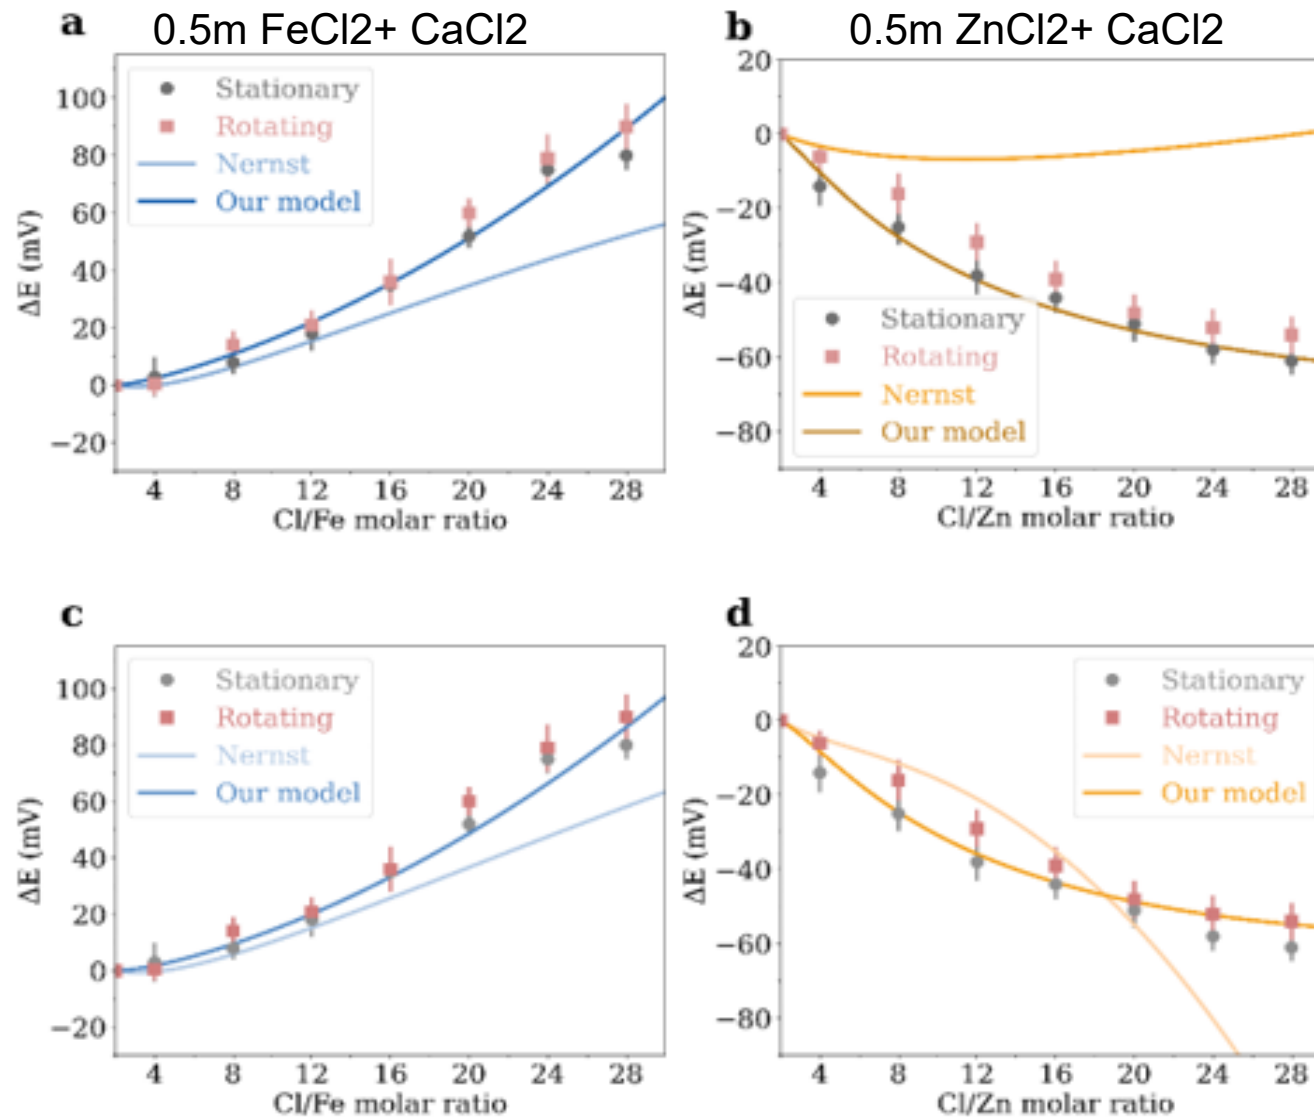 a 0.5m FeCl2+ CaCl2
100
80
60
40
20
0
−20
ΔE (mV)
Stationary
Rotating
Nernst
Our model
4 8 12 16 20 24 28
Cl/Fe molar ratio
b 0.5m ZnCl2+ CaCl2
20
0
−20
−40
−60
−80
ΔE (mV)
Stationary
Rotating
Nernst
Our model
4 8 12 16 20 24 28
Cl/Zn molar ratio
c
100
80
60
40
20
0
−20
ΔE (mV)
Stationary
Rotating
Nernst
Our model
4 8 12 16 20 24 28
Cl/Fe molar ratio
d
20
0
−20
−40
−60
−80
ΔE (mV)
Stationary
Rotating
Nernst
Our model
4 8 12 16 20 24 28
Cl/Zn molar ratio